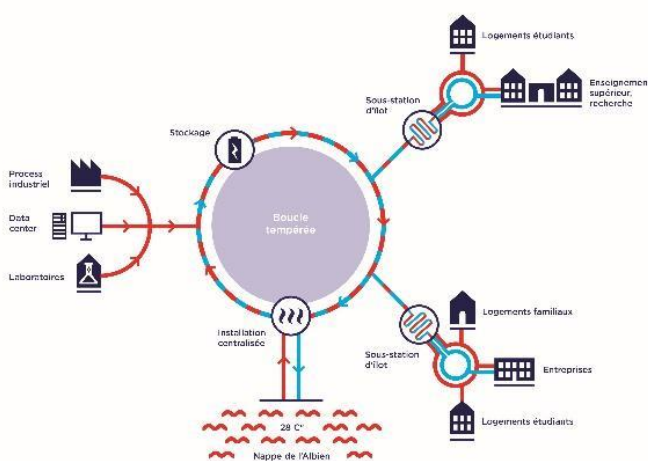 Logements étudiants
Enseignement
supérieur,
recherche
Sous-station
d'îlot
Stockage
Process
industriel
Data
center
Boucle
tempérée
Laboratoires
Installation
centralisée
Logements familiaux
Sous-station
d'îlot
Entreprises
Logements étudiants
28 C°
Nappe de l'Albien